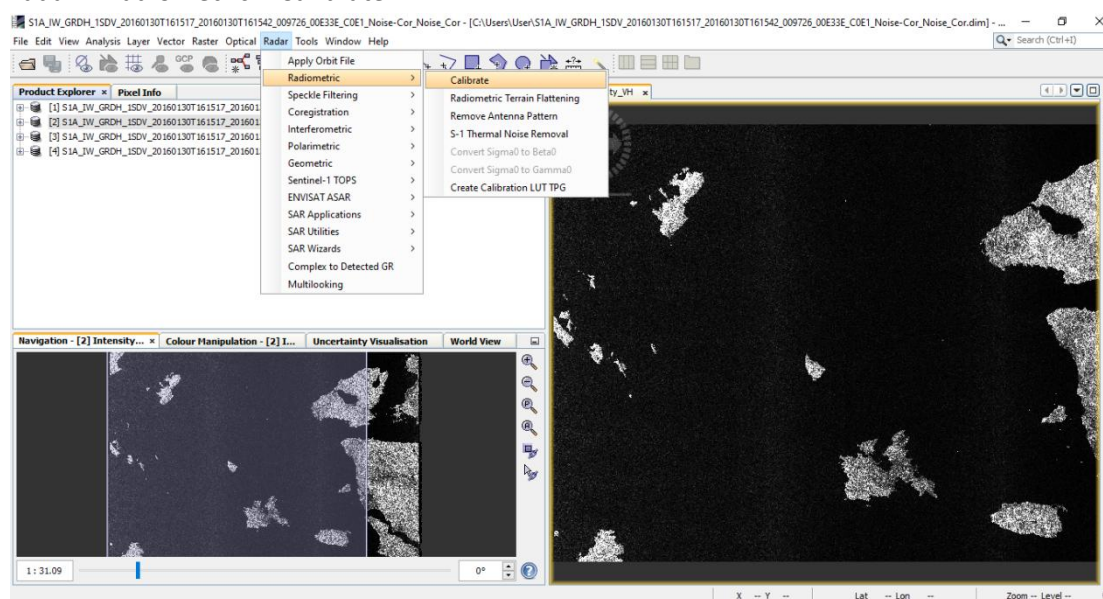 S1A_IW_GRDH_1SDV_20160130T161517_20160130T161542_009726_00E33E_C0E1_Noise-Cor_Noise_Cor - [C:\Users\User\S1A_IW_GRDH_1SDV_20160130T161517_20160130T161542_009726_00E33E_C0E1_Noise-Cor_Noise_Cor.dim] - ...
File Edit View Analysis Layer Vector Raster Optical Radar Tools Window Help
Search (Ctrl+I)
GCP
Apply Orbit File
Radiometric
Speckle Filtering
Coregistration
Interferometric
Polarimetric
Geometric
Sentinel-1 TOPS
ENVISAT ASAR
SAR Applications
SAR Utilities
SAR Wizards
Complex to Detected GR
Multilooking
Calibrate
Radiometric Terrain Flattening
Remove Antenna Pattern
S-1 Thermal Noise Removal
Convert Sigma0 to Beta0
Convert Sigma0 to Gamma0
Create Calibration LUT TPG
Product Explorer Pixel Info
ty_VH
[1] S1A_IW_GRDH_1SDV_20160130T161517_201601
[2] S1A_IW_GRDH_1SDV_20160130T161517_201601
[3] S1A_IW_GRDH_1SDV_20160130T161517_201601
[4] S1A_IW_GRDH_1SDV_20160130T161517_201601
Navigation - [2] Intensity... Colour Manipulation - [2] I... Uncertainty Visualisation World View
1 : 31.09 0°
X -- Y -- Lat -- Lon -- Zoom -- Level --